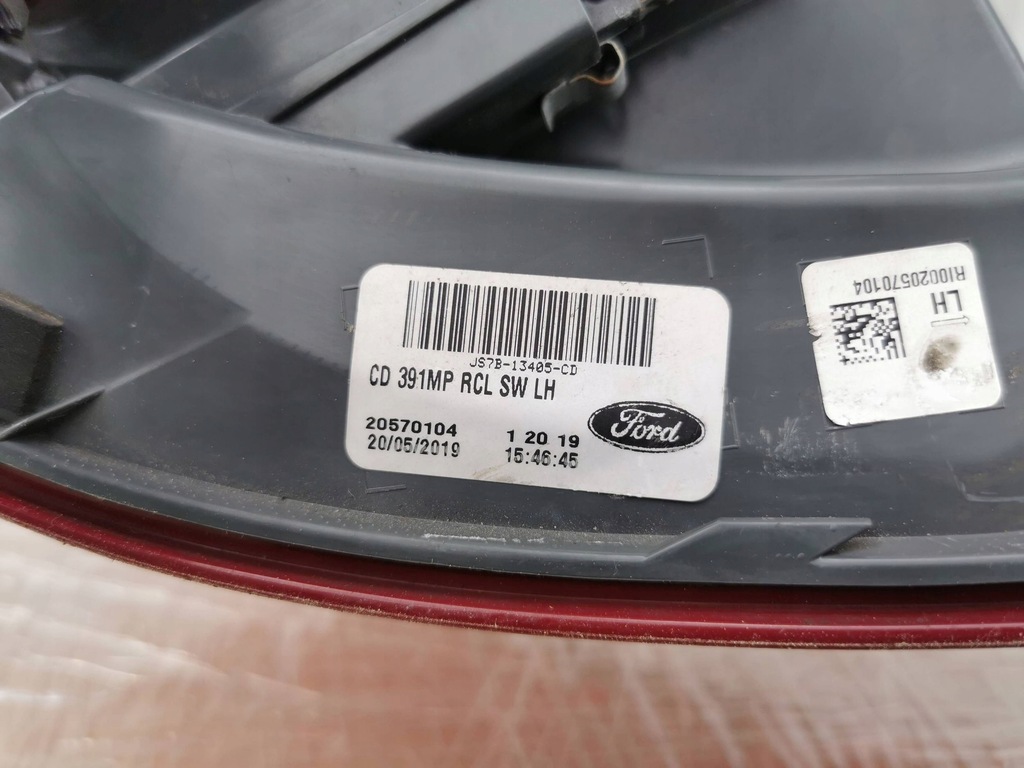 JS7B-13405-CD
CD 391MP RCL SW LH
20570104 1 20 19
20/05/2019 15:46:45
Ford
LH
RI0020570104